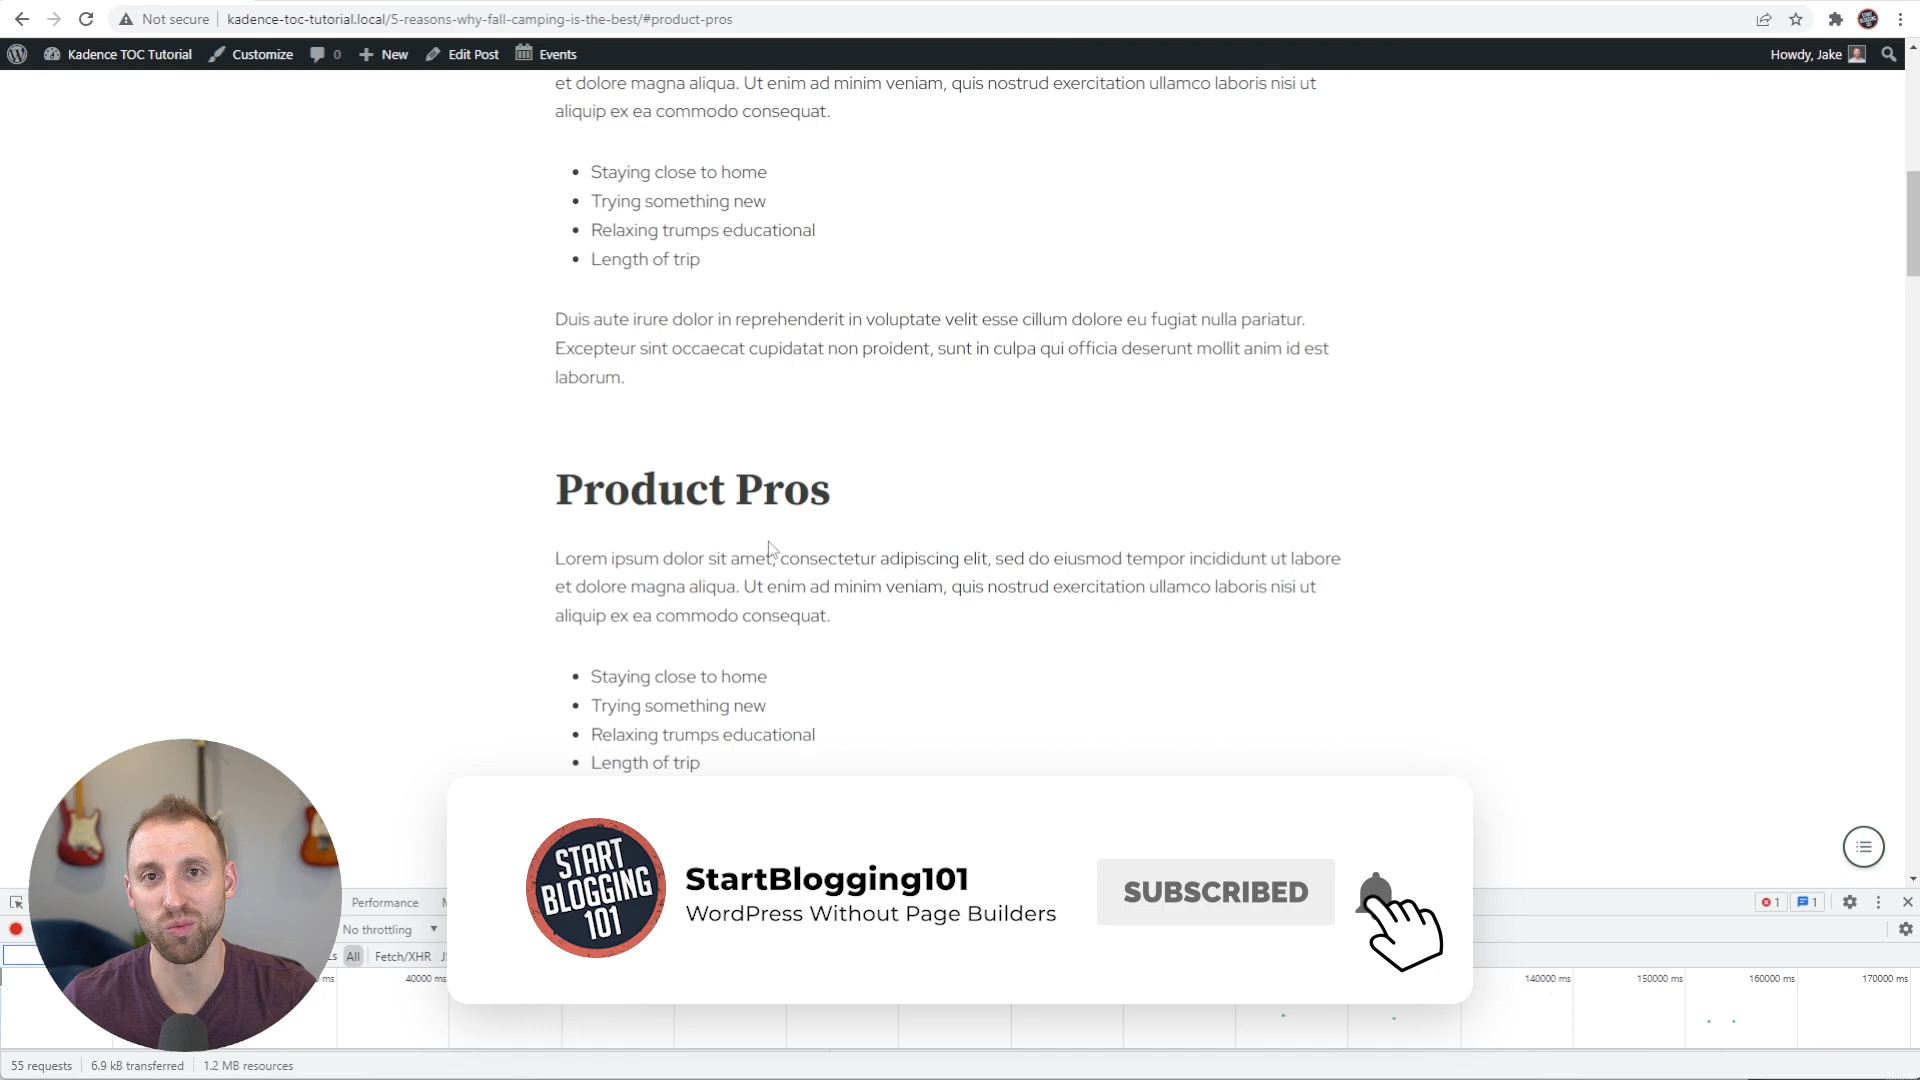 Not secure
kadence-toc-tutorial.local/5-reasons-why-fall-camping-is-the-best/#product-pros
Kadence TOC Tutorial
Customize
0
New
Edit Post
Events
Howdy, Jake
et dolore magna aliqua. Ut enim ad minim veniam, quis nostrud exercitation ullamco laboris nisi ut
aliquip ex ea commodo consequat.
• Staying close to home
• Trying something new
• Relaxing trumps educational
• Length of trip
Duis aute irure dolor in reprehenderit in voluptate velit esse cillum dolore eu fugiat nulla pariatur.
Excepteur sint occaecat cupidatat non proident, sunt in culpa qui officia deserunt mollit anim id est
laborum.
Product Pros
Lorem ipsum dolor sit amet, consectetur adipiscing elit, sed do eiusmod tempor incididunt ut labore
et dolore magna aliqua. Ut enim ad minim veniam, quis nostrud exercitation ullamco laboris nisi ut
aliquip ex ea commodo consequat.
• Staying close to home
• Trying something new
• Relaxing trumps educational
• Length of trip
START
BLOGGING
101
StartBlogging101
WordPress Without Page Builders
SUBSCRIBED
Performance
1
1
No throttling
All
Fetch/XHR
ms
40000 ms
140000 ms
150000 ms
160000 ms
170000 ms
55 requests
6.9 kB transferred
1.2 MB resources